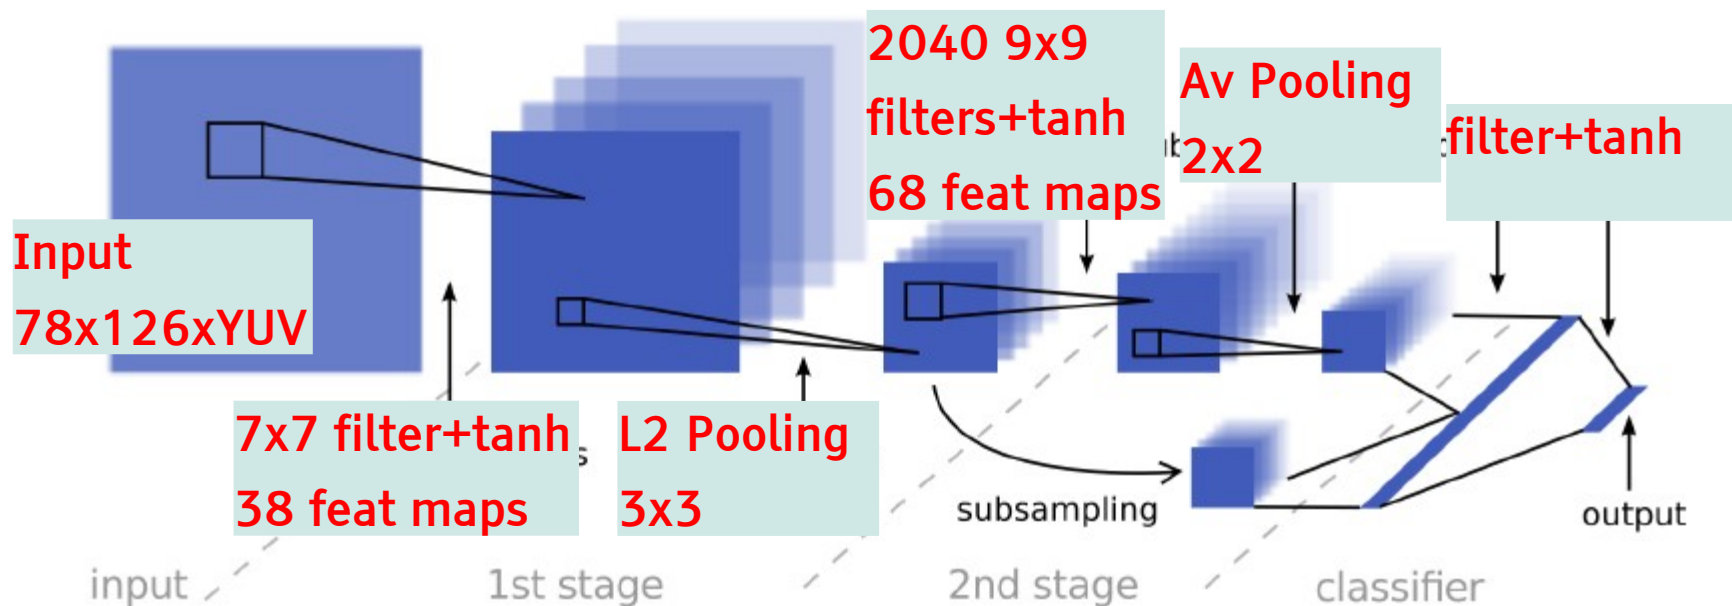 Input
78x126xYUV
7x7 filter+tanh
38 feat maps
L2 Pooling
3x3
2040 9x9
filters+tanh
68 feat maps
Av Pooling
2x2
filter+tanh
subsampling
output
input
1st stage
2nd stage
classifier